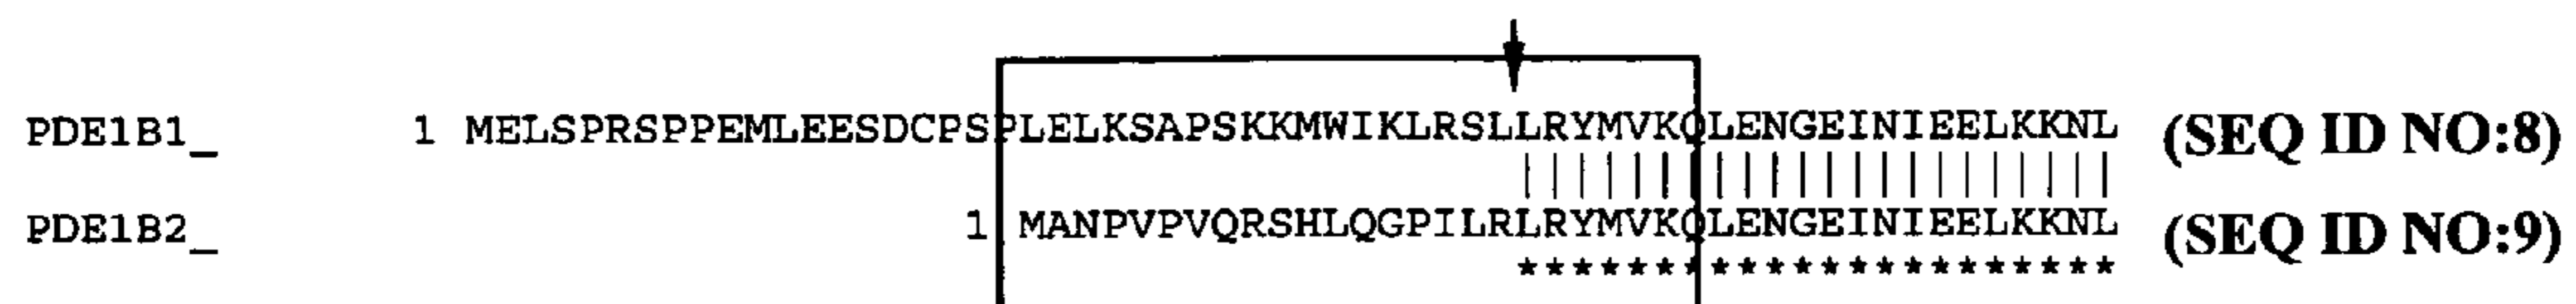 PDE1B1_ 1 MELSPRSPPEMLEESDCPSPLELKSAPSKKMWIKLRSLLRYMVKQLENGEINIEELKKNL (SEQ ID NO:8)
||||||||||||||||||||||
PDE1B2_ 1 MANPVPVQRSHLQGPILRLRYMVKQLENGEINIEELKKNL (SEQ ID NO:9)
**********************